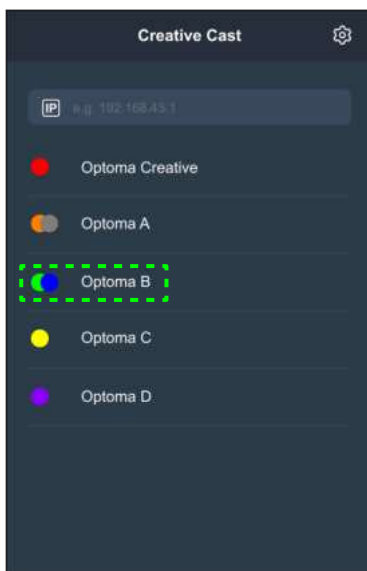 Creative Cast
IP e.g. 192.168.43.1
Optoma Creative
Optoma A
Optoma B
Optoma C
Optoma D